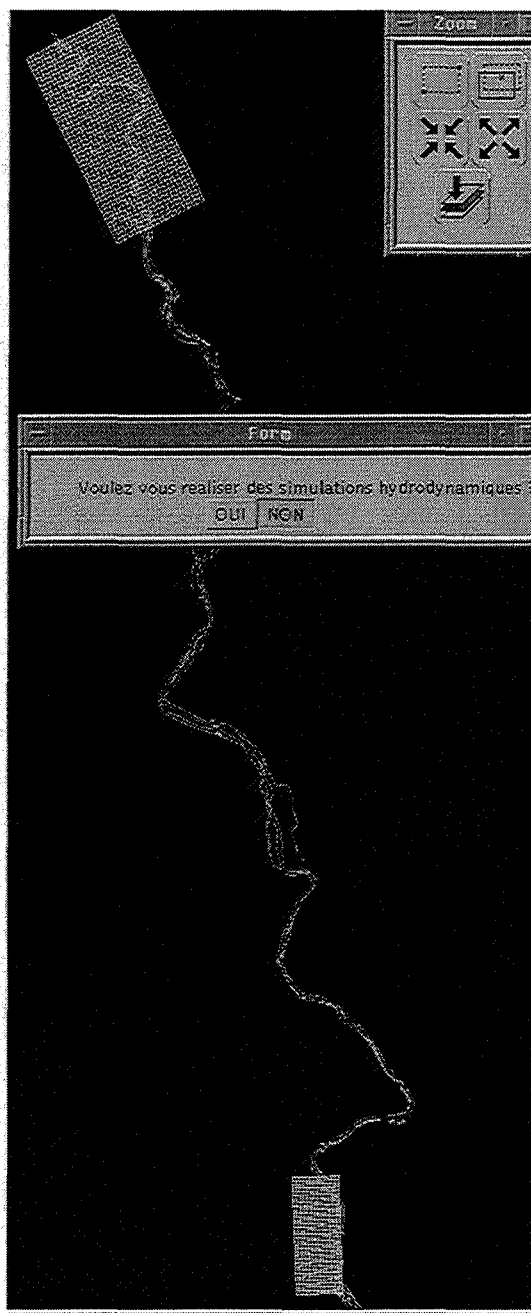 Zoom
Form
Voulez vous realiser des simulations hydrodynamiques ?
OUI NON